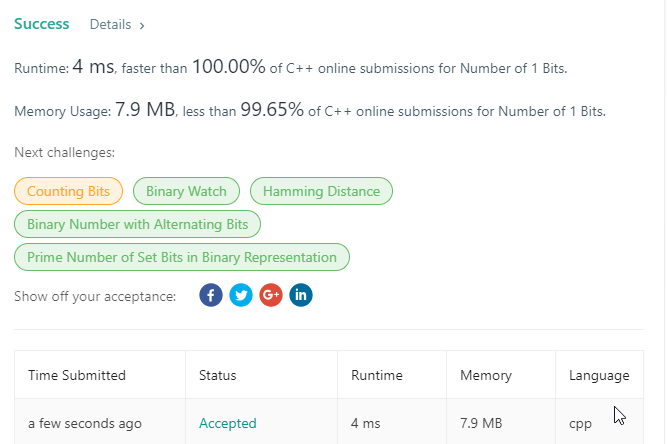 Success Details >
Runtime: 4 ms, faster than 100.00% of C++ online submissions for Number of 1 Bits.
Memory Usage: 7.9 MB, less than 99.65% of C++ online submissions for Number of 1 Bits.
Next challenges:
Counting Bits Binary Watch Hamming Distance
Binary Number with Alternating Bits
Prime Number of Set Bits in Binary Representation
Show off your acceptance: f G+ in
Time Submitted Status Runtime Memory Language
a few seconds ago Accepted 4 ms 7.9 MB cpp